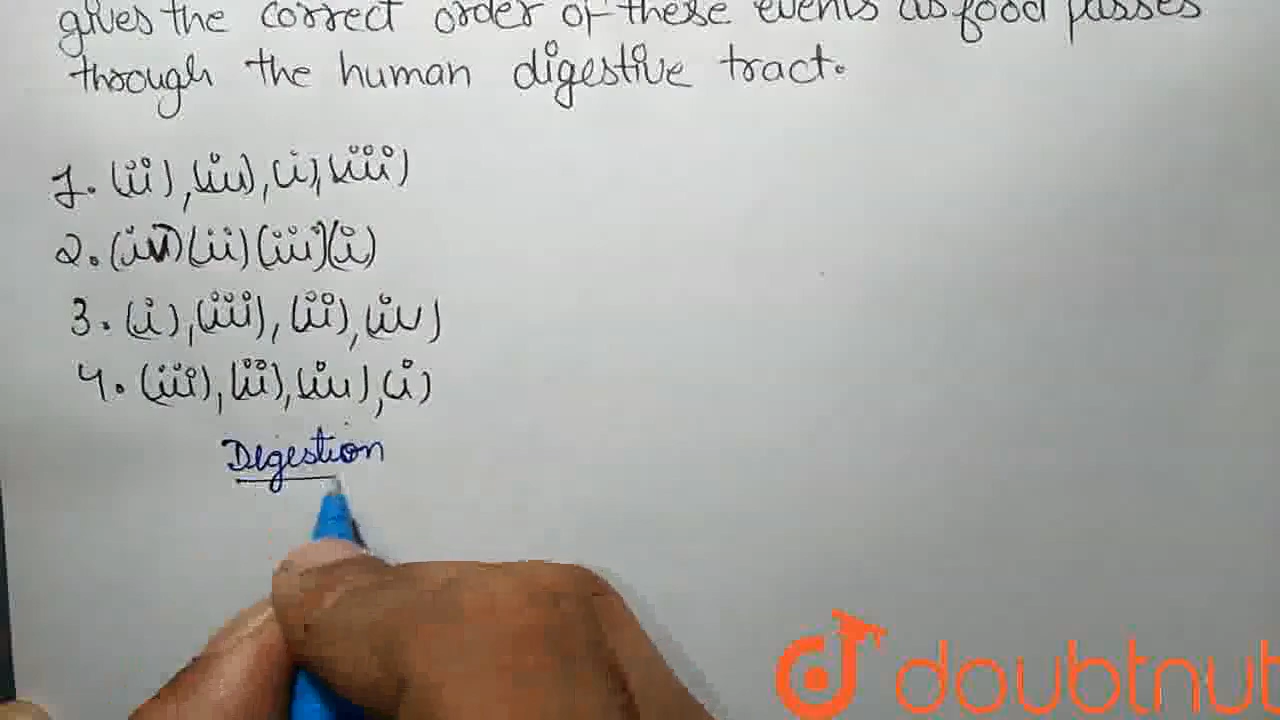 gives the correct order of these events as food passes
through the human digestive tract.
1. (ii), (iv), (i), (iii)
2. (iv) (ii) (iii) (i)
3. (i), (iii), (ii), (iv)
4. (iii), (ii), (iv), (i)
Digestion
doubtnut